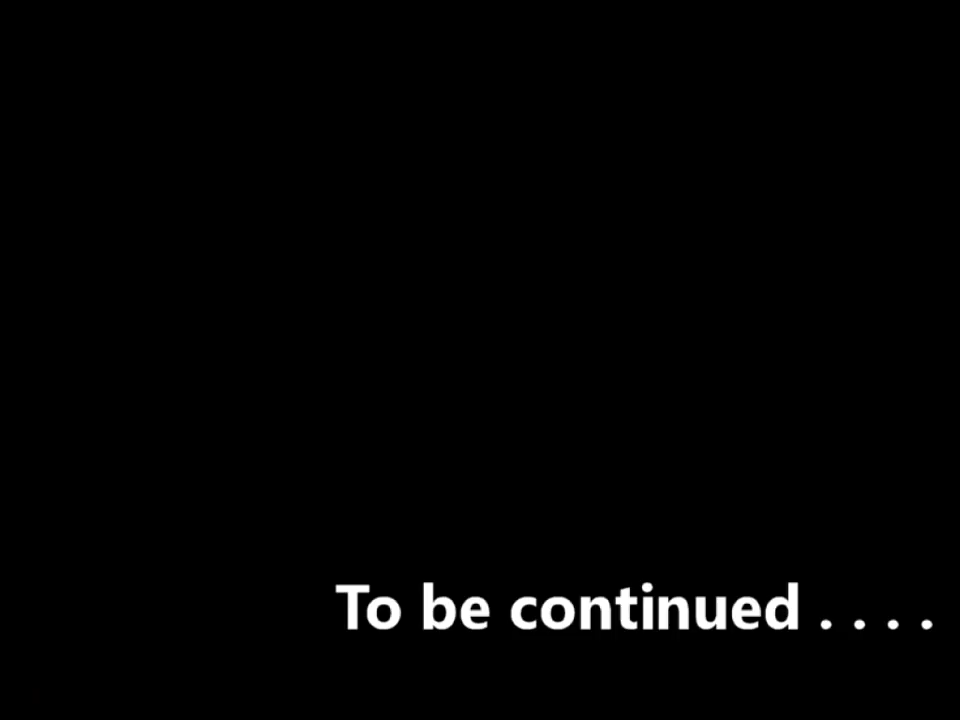 To be continued . . . .